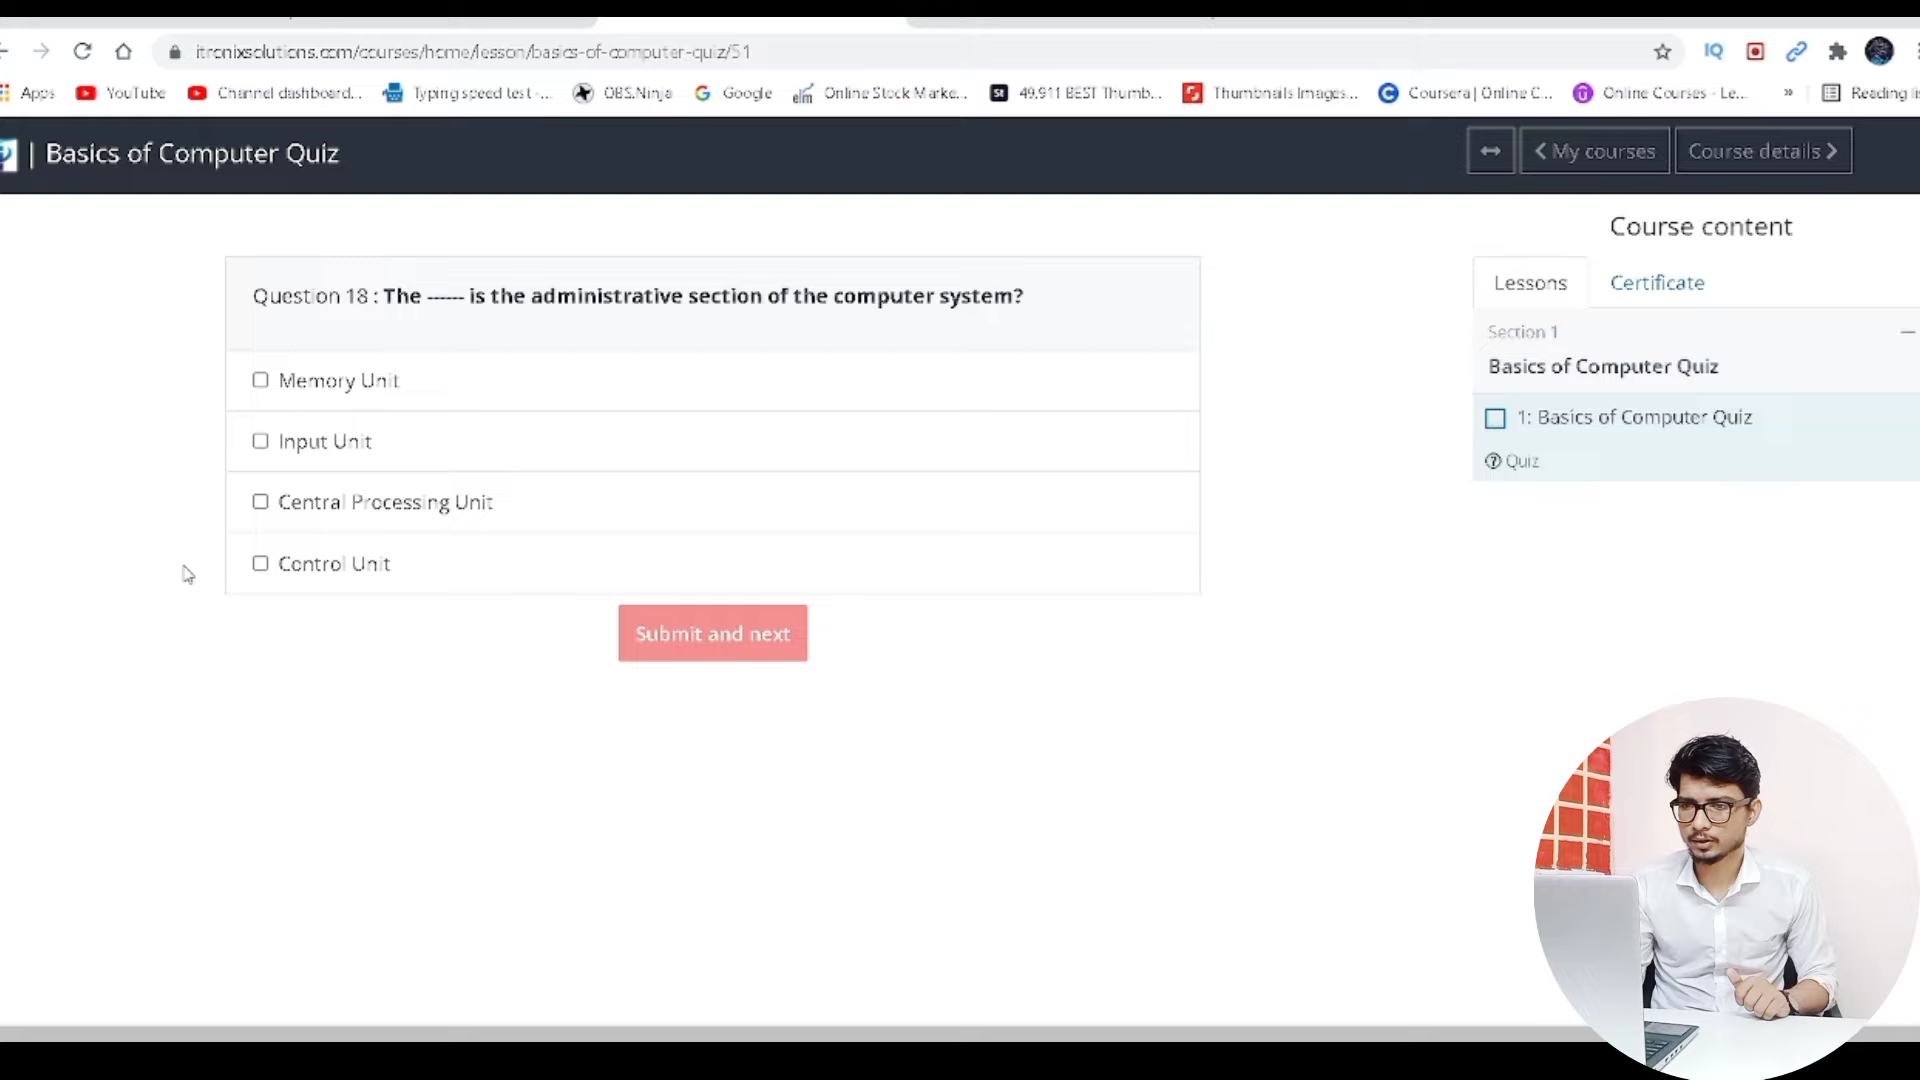 itronixsolutions.com/courses/home/lesson/basics-of-computer-quiz/51
IQ
Apps YouTube Channel dashboard... Typing speed test -... OBS.Ninja Google Online Stock Marke... 49,911 BEST Thumb... Thumbnails Images... Coursera | Online C... Online Courses - Le... » Reading lis
| Basics of Computer Quiz
My courses
Course details
Course content
Question 18 : The ------ is the administrative section of the computer system?
Memory Unit
Input Unit
Central Processing Unit
Control Unit
Submit and next
Lessons Certificate
Section 1
Basics of Computer Quiz
1: Basics of Computer Quiz
Quiz